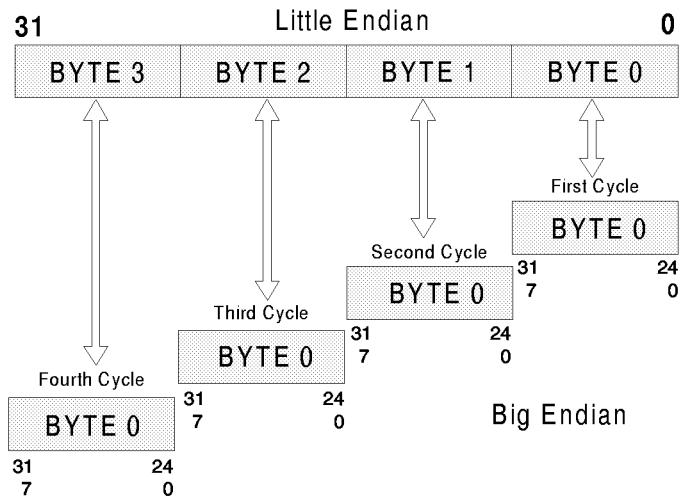 31 Little Endian 0
BYTE 3 BYTE 2 BYTE 1 BYTE 0
First Cycle
BYTE 0
31 24
7 0
Second Cycle
BYTE 0
31 24
7 0
Third Cycle
BYTE 0
31 24
7 0
Fourth Cycle
BYTE 0
31 24
7 0
Big Endian